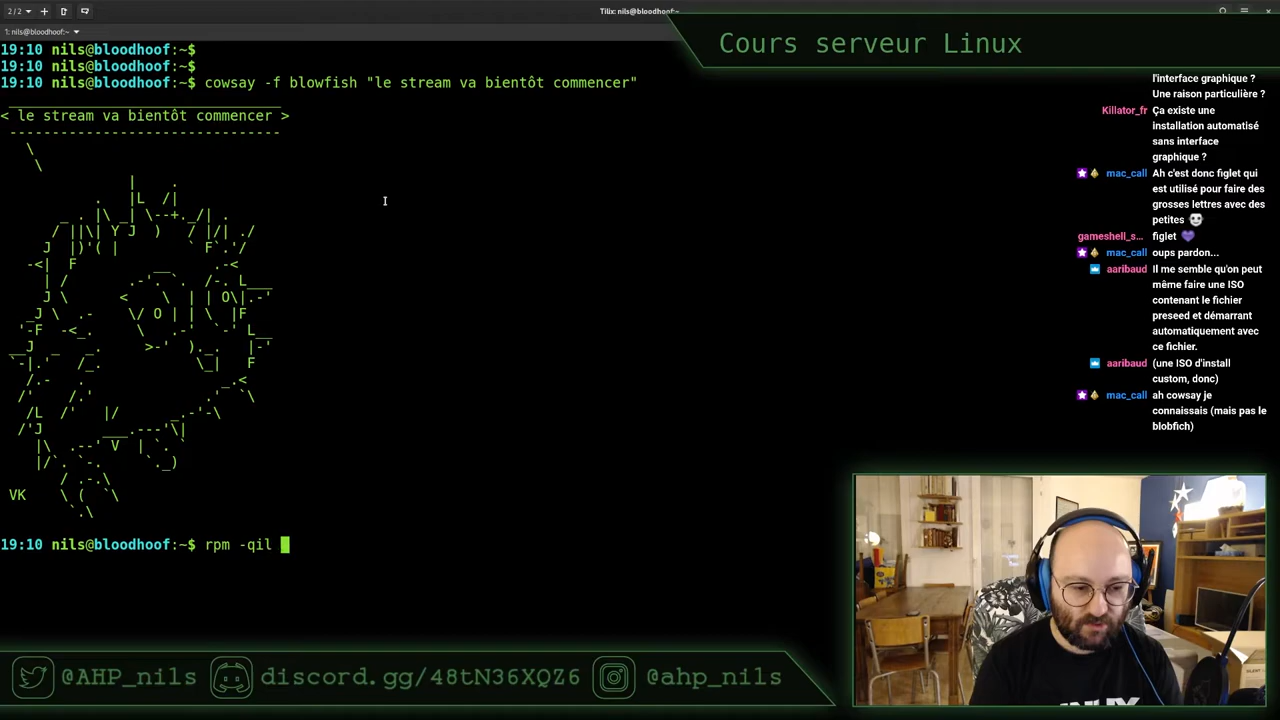 2/2
Tilix: nils@bloodhoof:~
1: nils@bloodhoof:~
Cours serveur Linux
19:10 nils@bloodhoof:~$
19:10 nils@bloodhoof:~$
19:10 nils@bloodhoof:~$ cowsay -f blowfish "le stream va bientôt commencer"
< le stream va bientôt commencer >
VK
19:10 nils@bloodhoof:~$ rpm -qil
l'interface graphique ?
Une raison particulière ?
Killator_fr Ça existe une
installation automatisé
sans interface
graphique ?
mac_call Ah c'est donc figlet qui
est utilisé pour faire des
grosses lettres avec des
petites
gameshell_s... figlet
mac_call oups pardon...
aaribaud Il me semble qu'on peut
même faire une ISO
contenant le fichier
preseed et démarrant
automatiquement avec
ce fichier.
aaribaud (une ISO d'install
custom, donc)
mac_call ah cowsay je
connaissais (mais pas le
blobfich)
@AHP_nils discord.gg/48tN36XQZ6 @ahp_nils